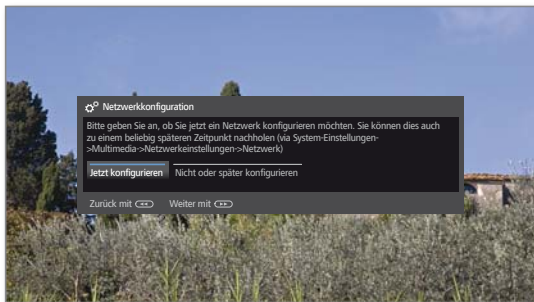 Netzwerkkonfiguration
Bitte geben Sie an, ob Sie jetzt ein Netzwerk konfigurieren möchten. Sie können dies auch
zu einem beliebig späteren Zeitpunkt nachholen (via System-Einstellungen-
>Multimedia->Netzwerkeinstellungen->Netzwerk)
Jetzt konfigurieren Nicht oder später konfigurieren
Zurück mit Weiter mit